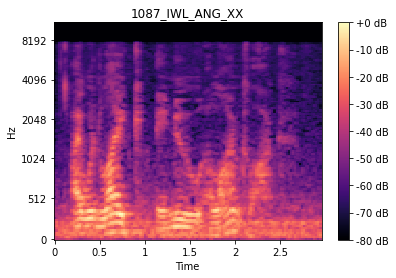 1087_IWL_ANG_XX
8192
4096
2048
1024
512
0
Hz
0 0.5 1 1.5 2 2.5
Time
+0 dB
-10 dB
-20 dB
-30 dB
-40 dB
-50 dB
-60 dB
-70 dB
-80 dB